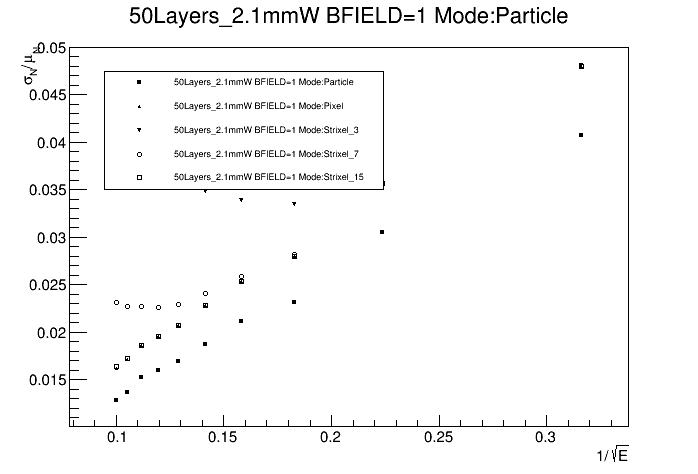 50Layers_2.1mmW BFIELD=1 Mode:Particle
σN/μN
0.05
50Layers_2.1mmW BFIELD=1 Mode:Particle
50Layers_2.1mmW BFIELD=1 Mode:Pixel
50Layers_2.1mmW BFIELD=1 Mode:Strixel_3
50Layers_2.1mmW BFIELD=1 Mode:Strixel_7
50Layers_2.1mmW BFIELD=1 Mode:Strixel_15
0.045
0.04
0.035
0.03
0.025
0.02
0.015
0.1 0.15 0.2 0.25 0.3
1/√E